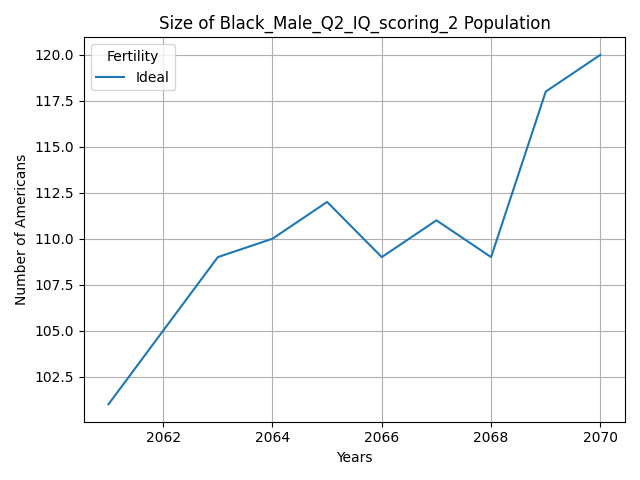 Size of Black_Male_Q2_IQ_scoring_2 Population
Fertility
Ideal
Number of Americans
120.0
117.5
115.0
112.5
110.0
107.5
105.0
102.5
2062 2064 2066 2068 2070
Years